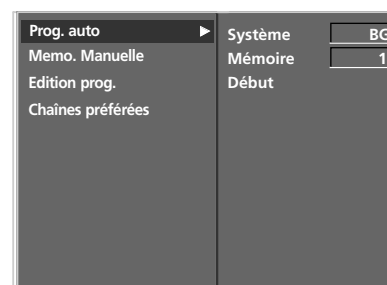 Prog. auto ▶
Memo. Manuelle
Edition prog.
Chaînes préférées
Système BG
Mémoire 1
Début